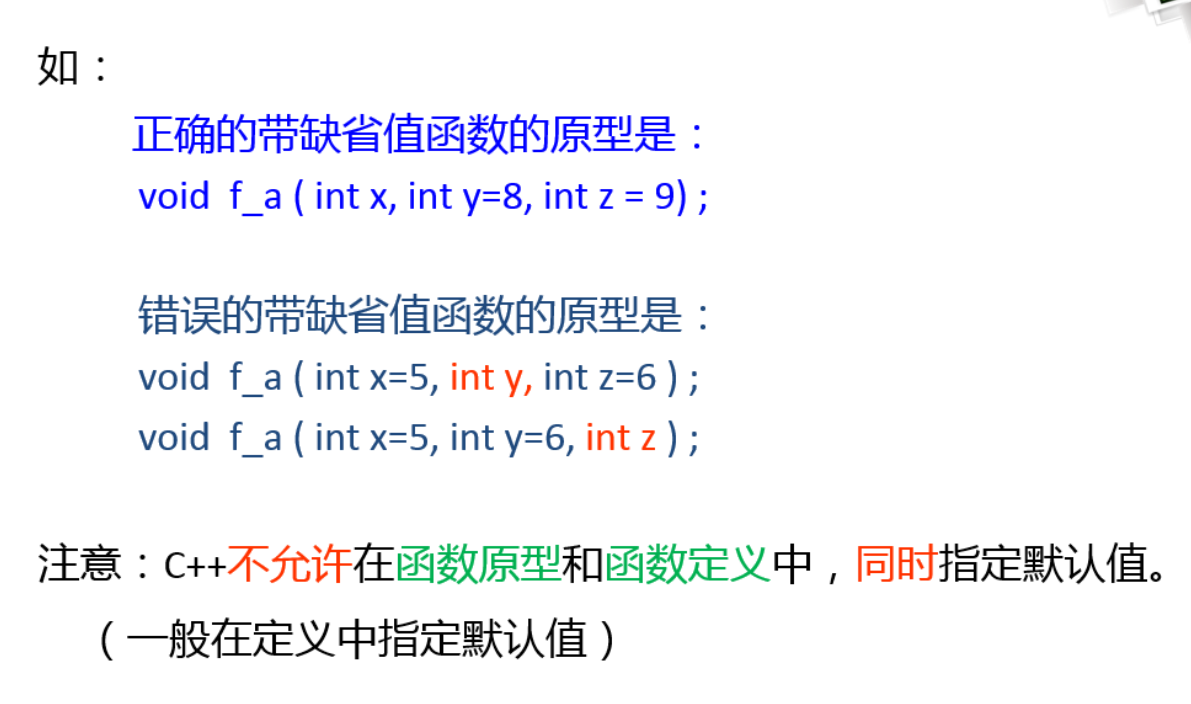 如：
正确的带缺省值函数的原型是：
void f_a ( int x, int y=8, int z = 9) ;
错误的带缺省值函数的原型是：
void f_a ( int x=5, int y, int z=6 ) ;
void f_a ( int x=5, int y=6, int z ) ;
注意：C++不允许在函数原型和函数定义中，同时指定默认值。
（一般在定义中指定默认值）